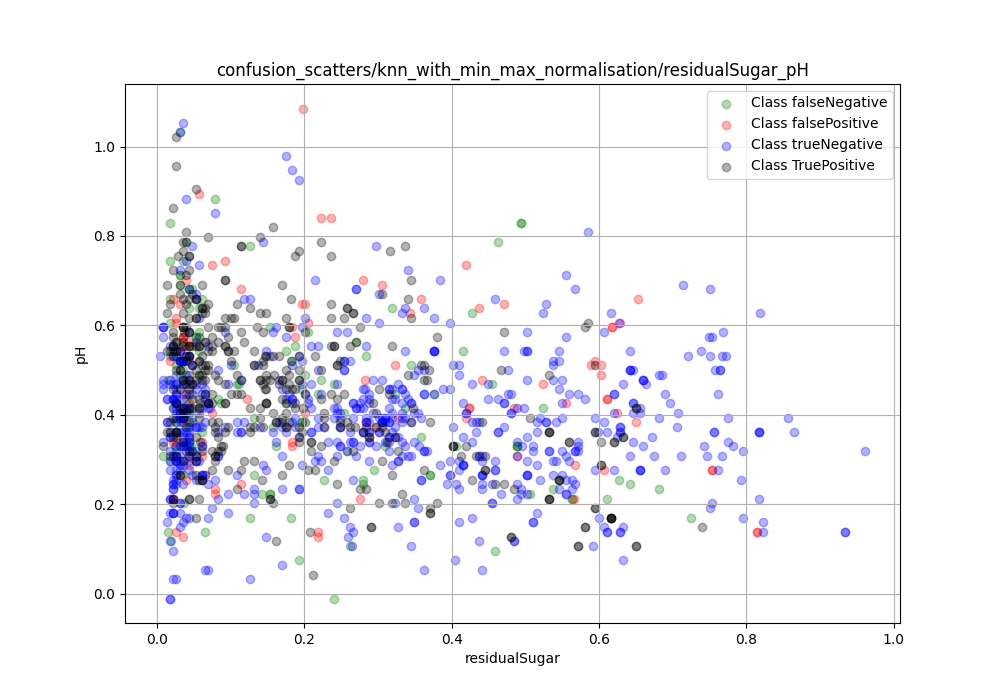 confusion_scatters/knn_with_min_max_normalisation/residualSugar_pH
Class falseNegative
Class falsePositive
Class trueNegative
Class TruePositive
1.0
0.8
0.6
0.4
0.2
0.0
pH
0.0 0.2 0.4 0.6 0.8 1.0
residualSugar